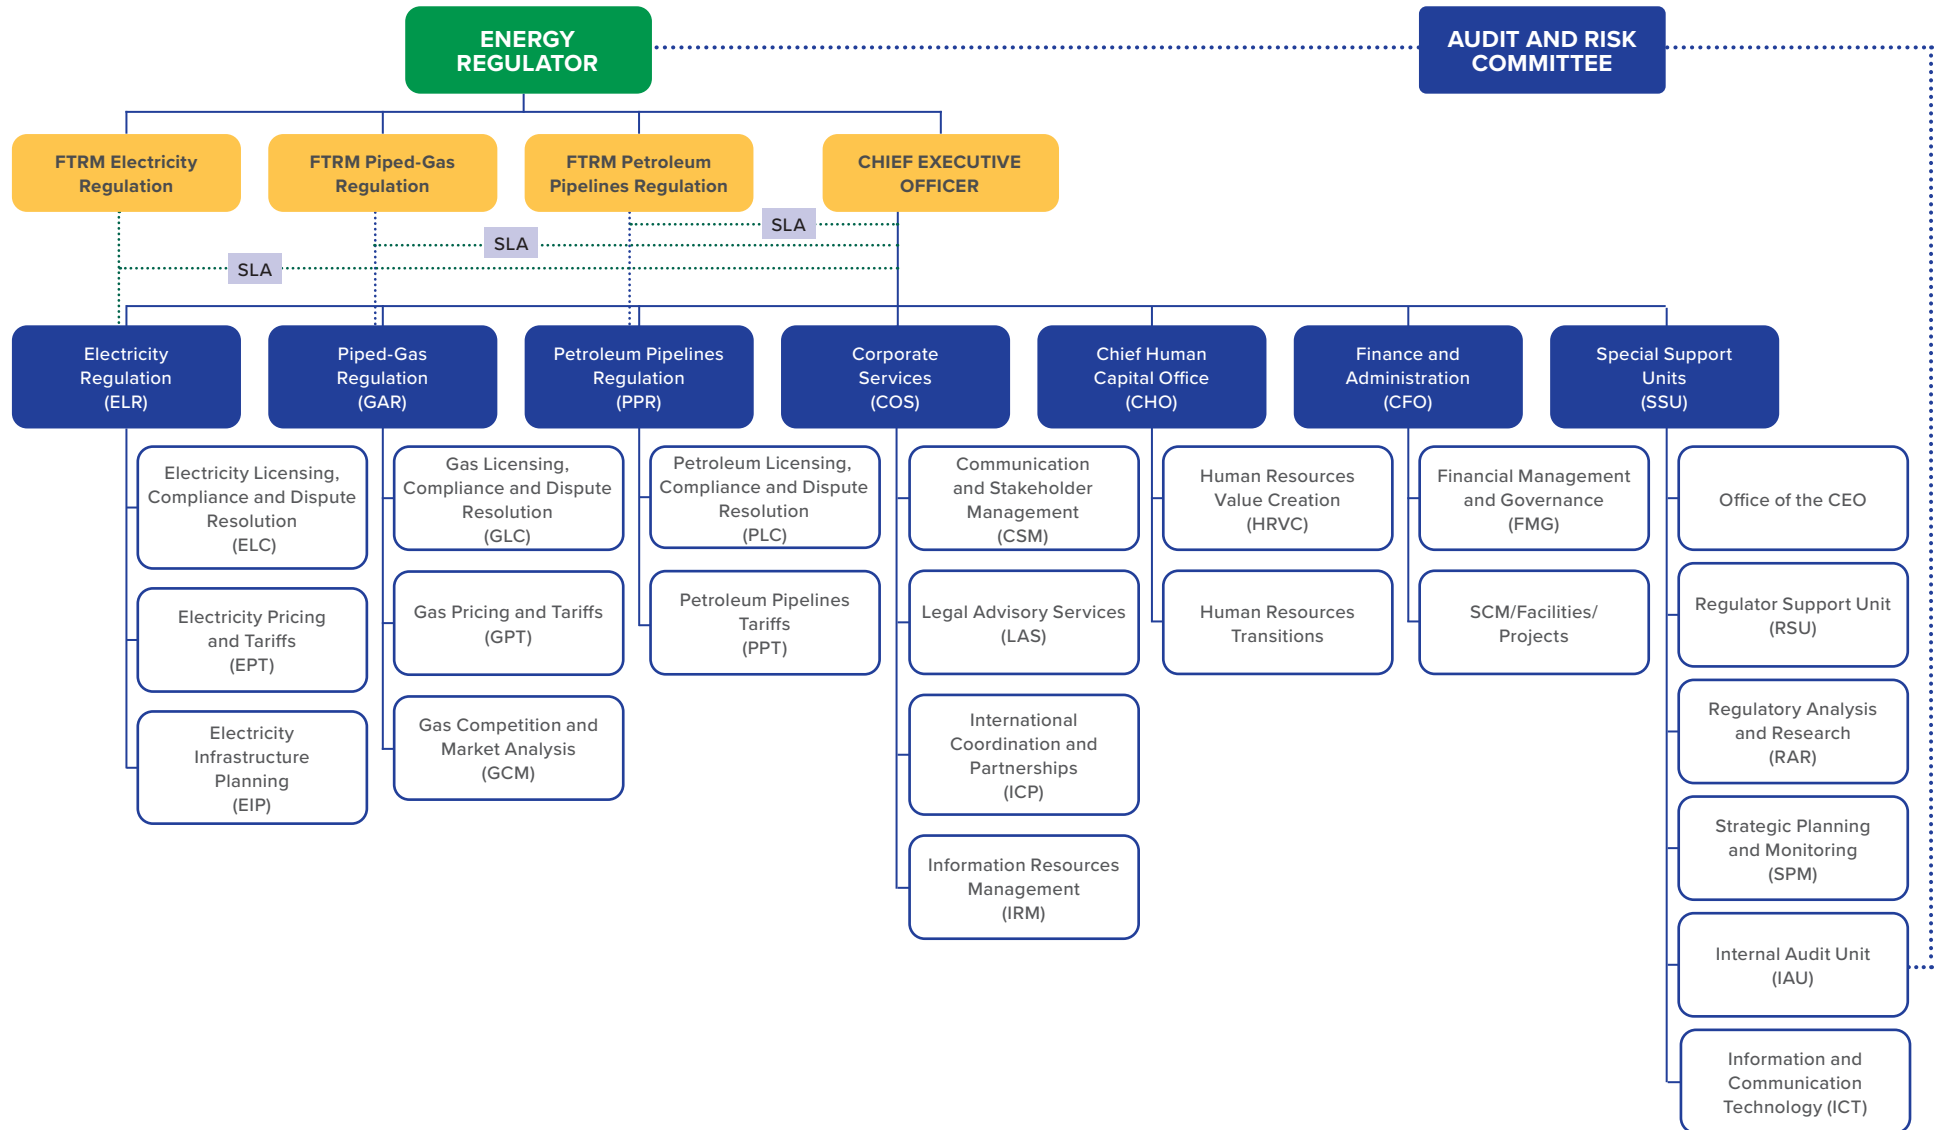 ENERGY
REGULATOR
AUDIT AND RISK
COMMITTEE
FTRM Electricity
Regulation
FTRM Piped-Gas
Regulation
FTRM Petroleum
Pipelines Regulation
CHIEF EXECUTIVE
OFFICER
SLA
SLA
SLA
Electricity
Regulation
(ELR)
Piped-Gas
Regulation
(GAR)
Petroleum Pipelines
Regulation
(PPR)
Corporate
Services
(COS)
Chief Human
Capital Office
(CHO)
Finance and
Administration
(CFO)
Special Support
Units
(SSU)
Electricity Licensing,
Compliance and Dispute
Resolution
(ELC)
Electricity Pricing
and Tariffs
(EPT)
Electricity
Infrastructure
Planning
(EIP)
Gas Licensing,
Compliance and Dispute
Resolution
(GLC)
Gas Pricing and Tariffs
(GPT)
Gas Competition and
Market Analysis
(GCM)
Petroleum Licensing,
Compliance and Dispute
Resolution
(PLC)
Petroleum Pipelines
Tariffs
(PPT)
Communication
and Stakeholder
Management
(CSM)
Legal Advisory Services
(LAS)
International
Coordination and
Partnerships
(ICP)
Information Resources
Management
(IRM)
Human Resources
Value Creation
(HRVC)
Human Resources
Transitions
Financial Management
and Governance
(FMG)
SCM/Facilities/
Projects
Office of the CEO
Regulator Support Unit
(RSU)
Regulatory Analysis
and Research
(RAR)
Strategic Planning
and Monitoring
(SPM)
Internal Audit Unit
(IAU)
Information and
Communication
Technology (ICT)